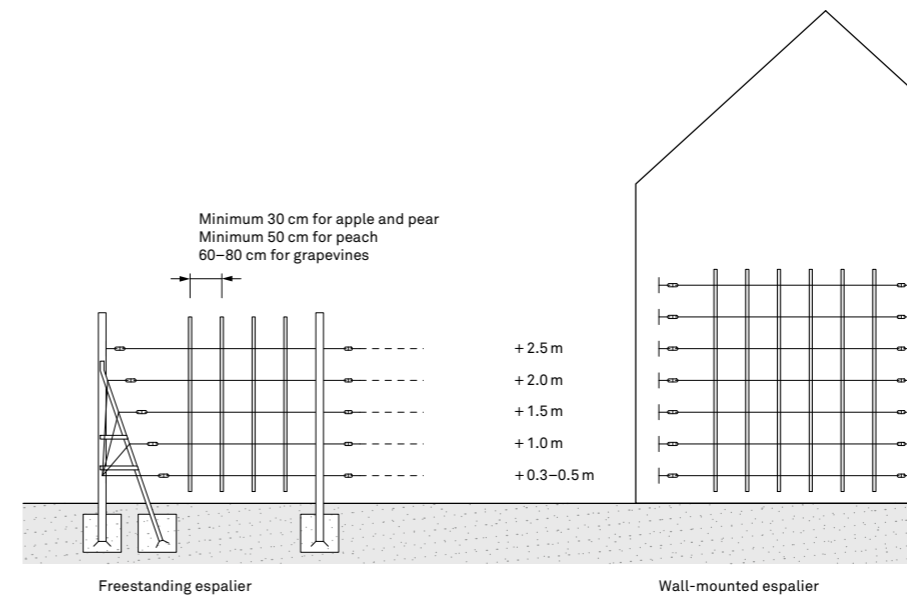 Minimum 30 cm for apple and pear
Minimum 50 cm for peach
60–80 cm for grapevines
+ 2.5 m
+ 2.0 m
+ 1.5 m
+ 1.0 m
+ 0.3–0.5 m
Freestanding espalier
Wall-mounted espalier